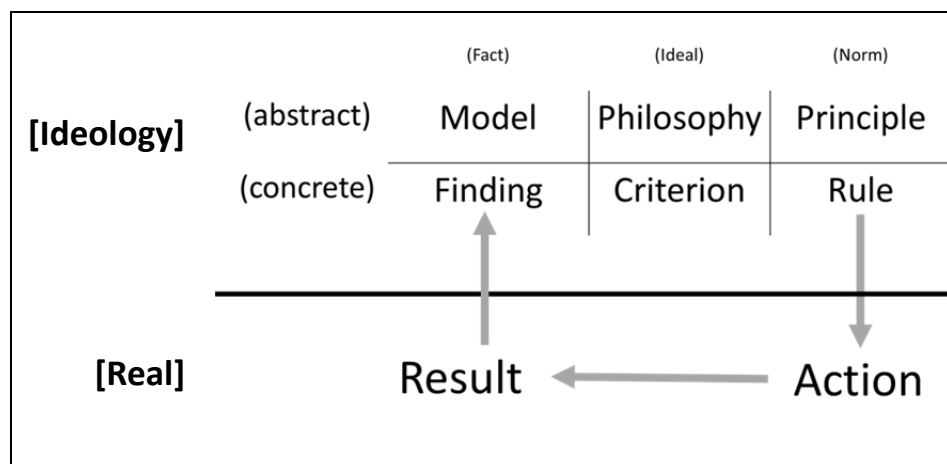 (Fact) (Ideal) (Norm)
[Ideology] (abstract) Model Philosophy Principle
(concrete) Finding Criterion Rule
[Real] Result Action